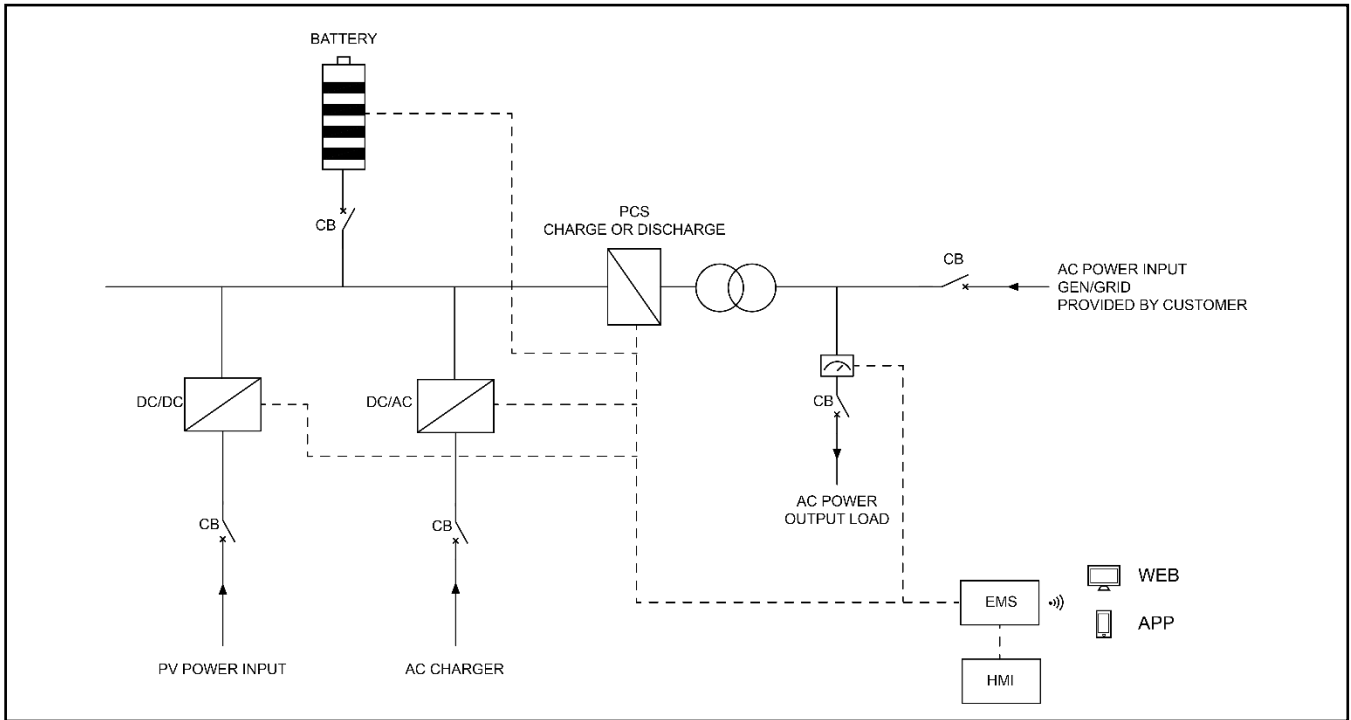 BATTERY
CB
PCS
CHARGE OR DISCHARGE
CB
AC POWER INPUT
GEN/GRID
PROVIDED BY CUSTOMER
DC/DC
DC/AC
CB
AC POWER
OUTPUT LOAD
CB
CB
PV POWER INPUT
AC CHARGER
EMS
WEB
APP
HMI